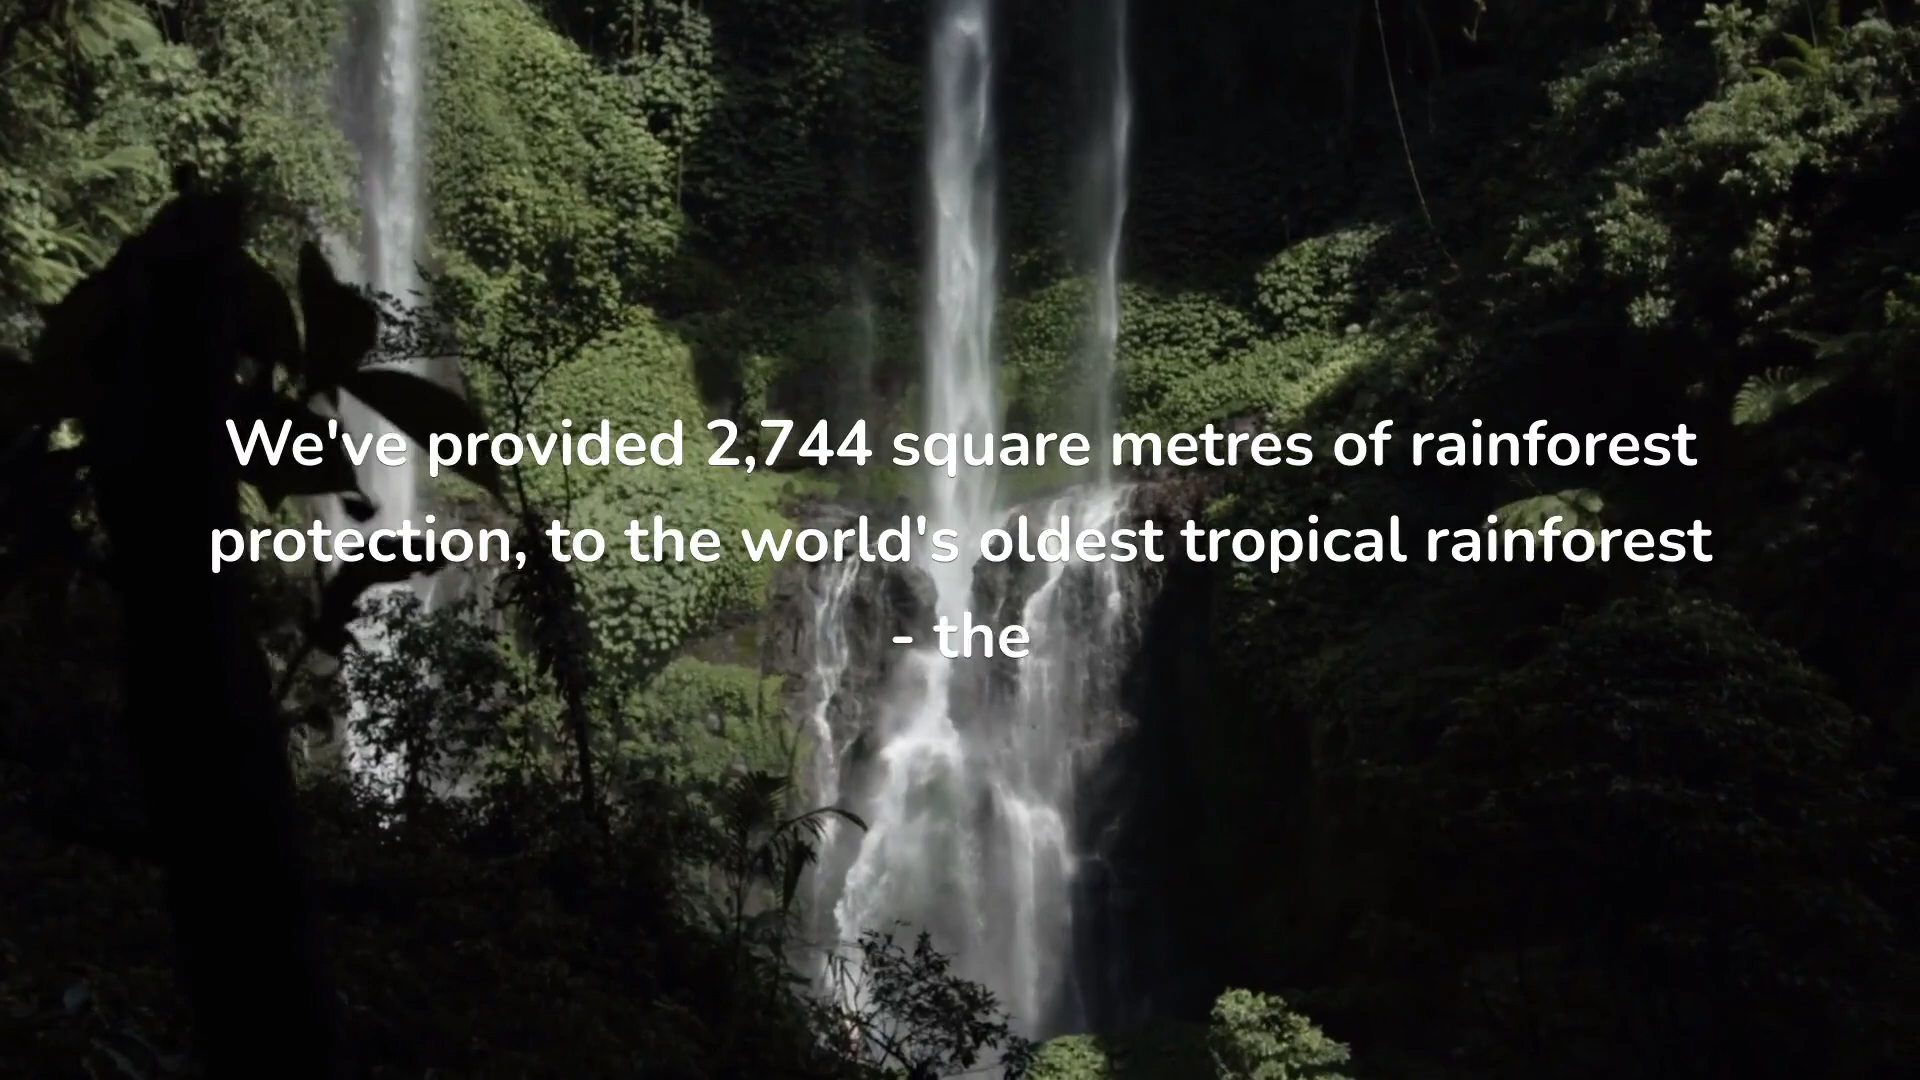 We've provided 2,744 square metres of rainforest
protection, to the world's oldest tropical rainforest
- the